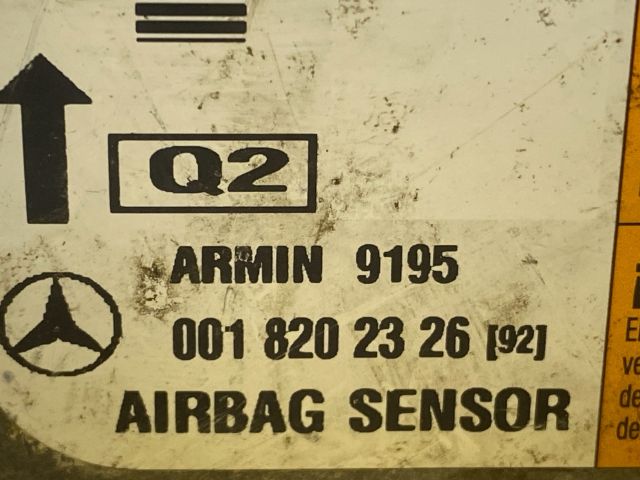 Q2
ARMIN 9195
001 820 23 26 [92]
AIRBAG SENSOR